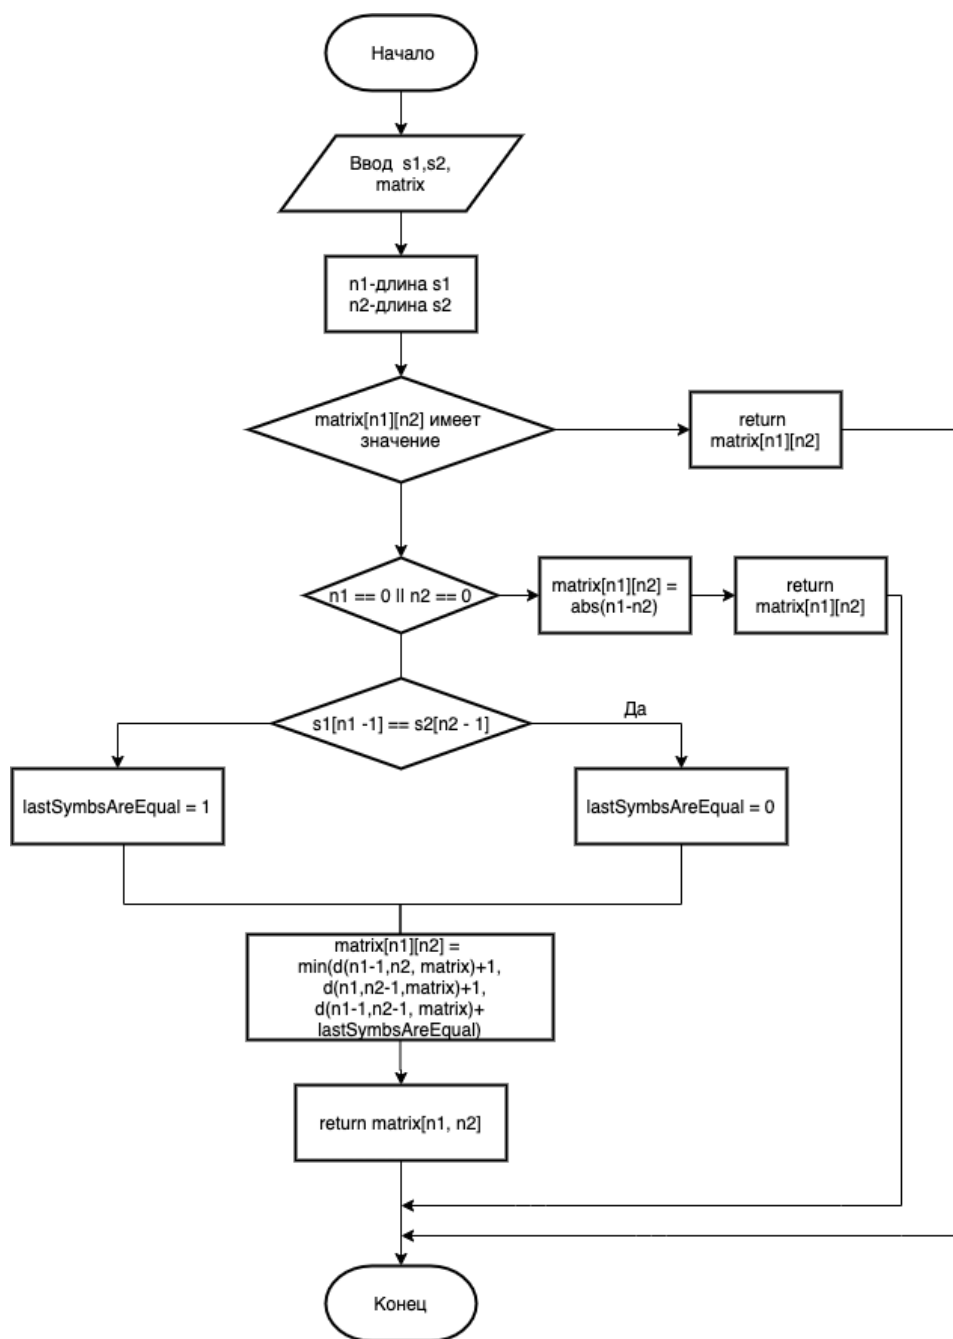 Начало
Ввод s1,s2,
matrix
n1-длина s1
n2-длина s2
matrix[n1][n2] имеет
значение
return
matrix[n1][n2]
n1 == 0 || n2 == 0
matrix[n1][n2] =
abs(n1-n2)
return
matrix[n1][n2]
s1[n1 -1] == s2[n2 - 1]
Да
lastSymbsAreEqual = 1
lastSymbsAreEqual = 0
matrix[n1][n2] =
min(d(n1-1,n2, matrix)+1,
d(n1,n2-1,matrix)+1,
d(n1-1,n2-1, matrix)+
lastSymbsAreEqual)
return matrix[n1, n2]
Конец